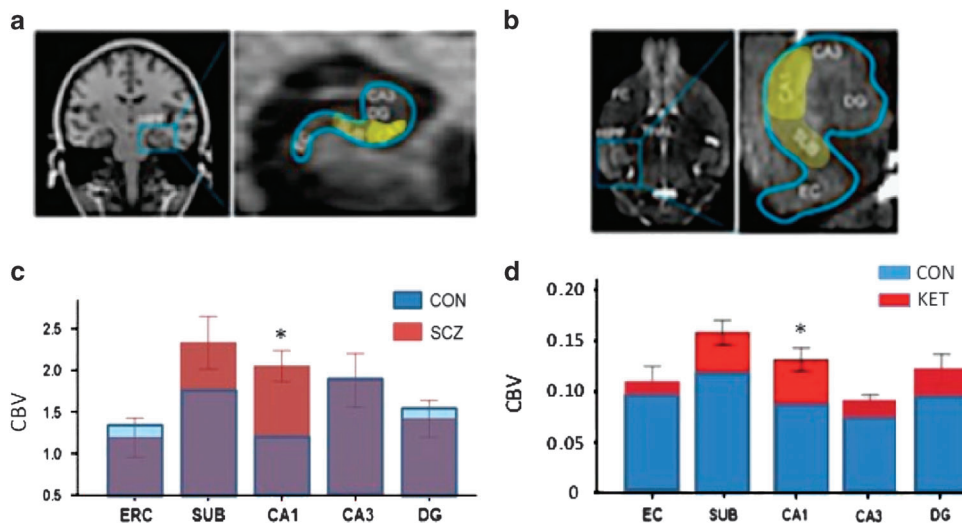 a
b
CA3
DG
CA3
CA1
DG
EC
c
CON
SCZ
CBV
2.5
2.0
1.5
1.0
0.5
*
ERC SUB CA1 CA3 DG
d
CON
KET
CBV
0.20
0.15
0.10
0.05
0
*
EC SUB CA1 CA3 DG